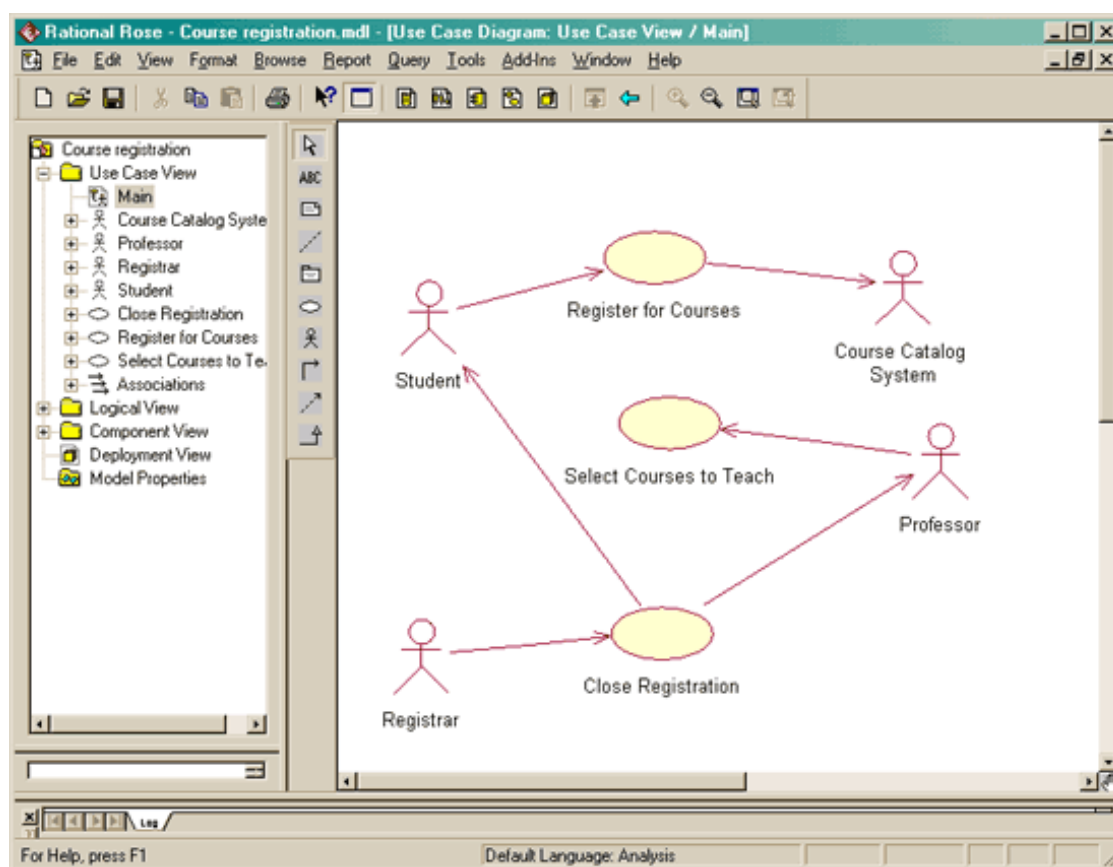 Rational Rose - Course registration.mdl - [Use Case Diagram: Use Case View / Main]
File Edit View Format Browse Report Query Tools Add-Ins Window Help
Course registration
Use Case View
Main
Course Catalog Syste
Professor
Registrar
Student
Close Registration
Register for Courses
Select Courses to Te
Associations
Logical View
Component View
Deployment View
Model Properties
ABC
Register for Courses
Student
Course Catalog
System
Select Courses to Teach
Professor
Close Registration
Registrar
Log
For Help, press F1
Default Language: Analysis